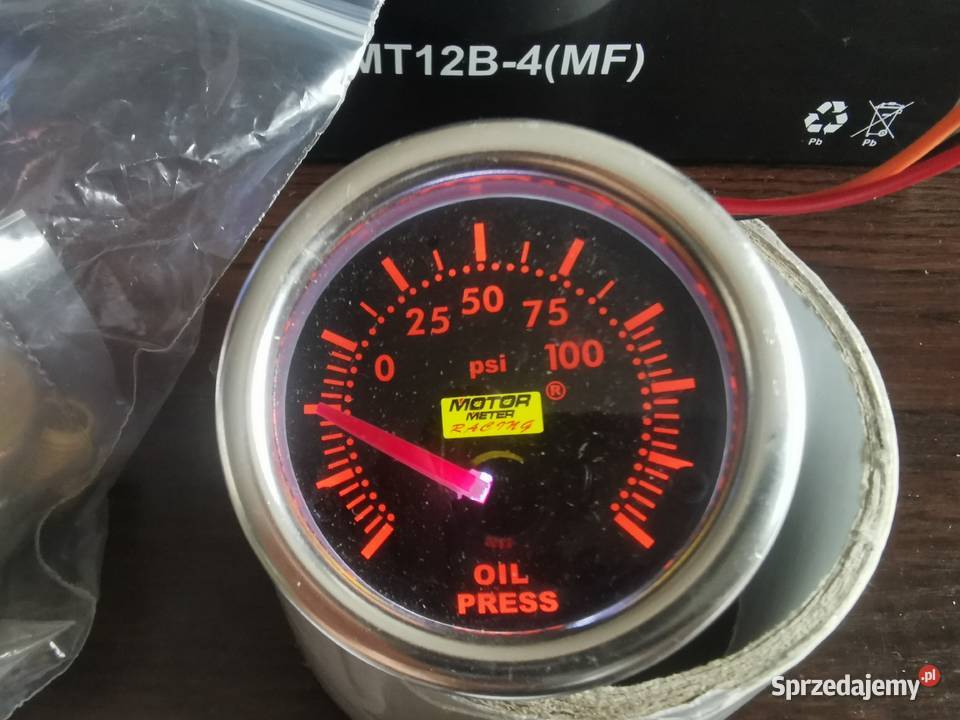 MT12B-4(MF)
Pb Pb
0 25 50 75 100
psi
®
MOTOR
METER
RACING
OIL
PRESS
Sprzedajemy.pl